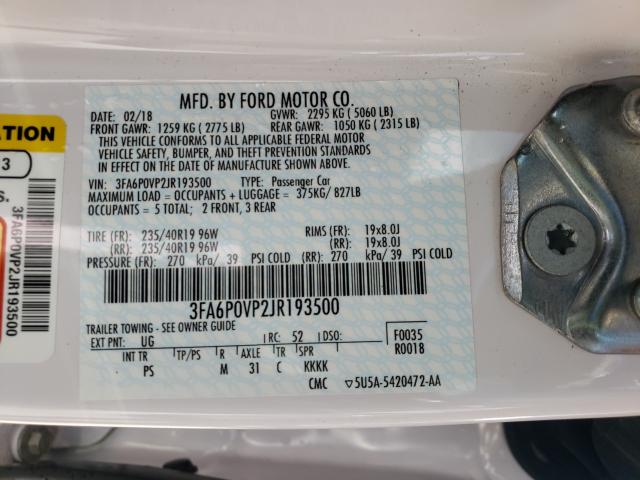 MFD. BY FORD MOTOR CO.
DATE: 02/18 GVWR: 2295 KG ( 5060 LB)
FRONT GAWR: 1259 KG ( 2775 LB) REAR GAWR: 1050 KG ( 2315 LB)
THIS VEHICLE CONFORMS TO ALL APPLICABLE FEDERAL MOTOR
VEHICLE SAFETY, BUMPER, AND THEFT PREVENTION STANDARDS
IN EFFECT ON THE DATE OF MANUFACTURE SHOWN ABOVE.
VIN: 3FA6P0VP2JR193500 TYPE: Passenger Car
MAXIMUM LOAD = OCCUPANTS + LUGGAGE = 375KG/ 827LB
OCCUPANTS = 5 TOTAL; 2 FRONT, 3 REAR
TIRE (FR): 235/40R19 96W RIMS (FR): 19x8.0J
(RR): 235/40R19 96W (RR): 19x8.0J
PRESSURE (FR): 270 kPa/ 39 PSI COLD (RR): 270 kPa/ 39 PSI COLD
3FA6P0VP2JR193500
TRAILER TOWING - SEE OWNER GUIDE
EXT PNT: UG RC: 52 DSO: F0035
R0018
INT TR TP/PS R AXLE TR SPR
PS M 31 C KKKK
CMC 5U5A-5420472-AA
ATION
3
S.
3FA6P0VP2JR193500